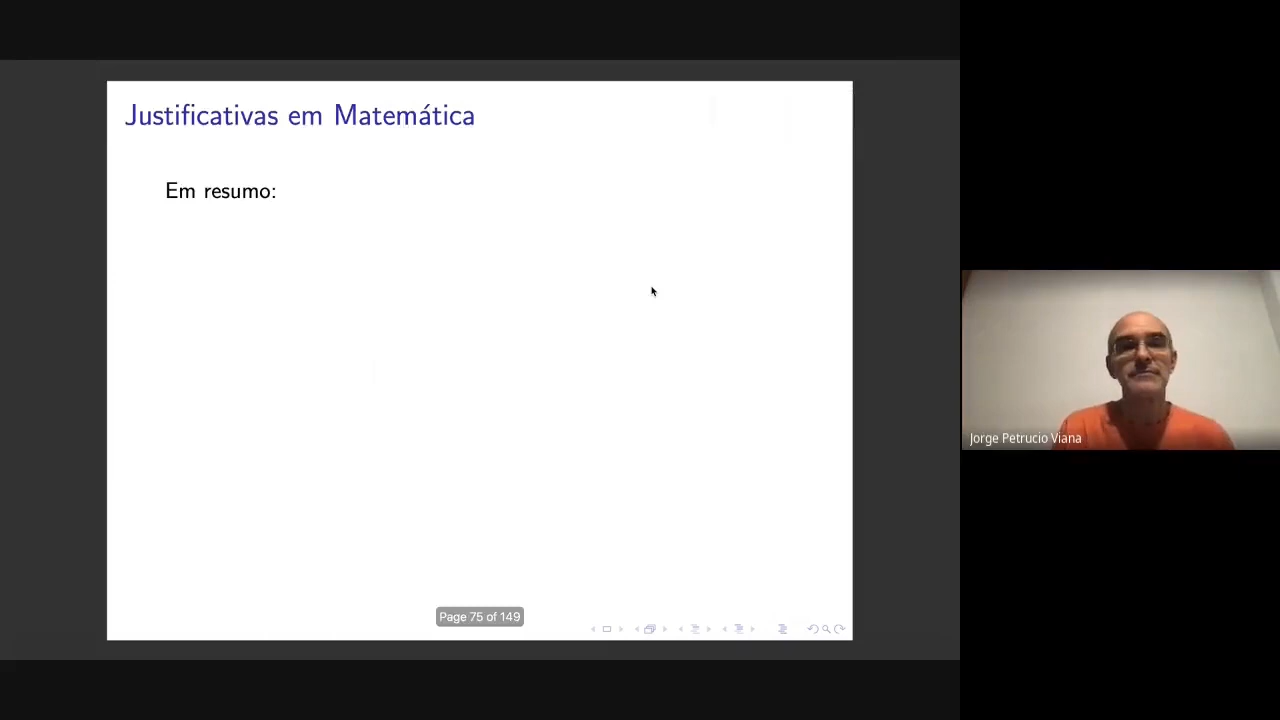 Justificativas em Matemática
Em resumo:
Page 75 of 149
Jorge Petrucio Viana